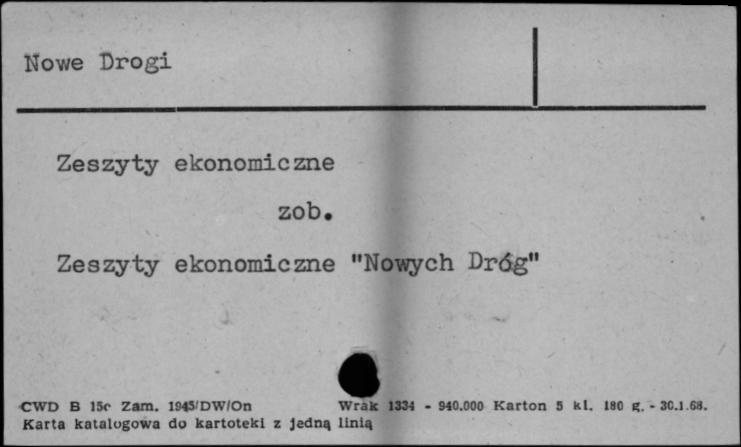 Nowe Drogi
Zeszyty ekonomiczne
zob.
Zeszyty ekonomiczne "Nowych Dróg"
CWD B 15c Zam. 1945/DW/On Wrak 1334 - 940.000 Karton 5 kl. 180 g. - 30.1.68.
Karta katalogowa do kartoteki z jedną linią